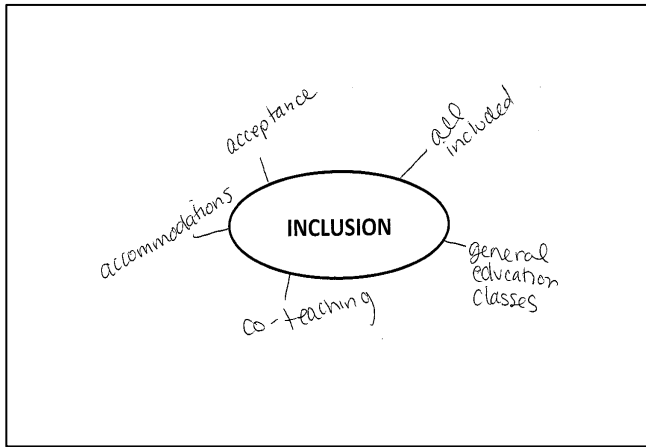 acceptance
all
included
accommodations
INCLUSION
general
education
classes
co-teaching